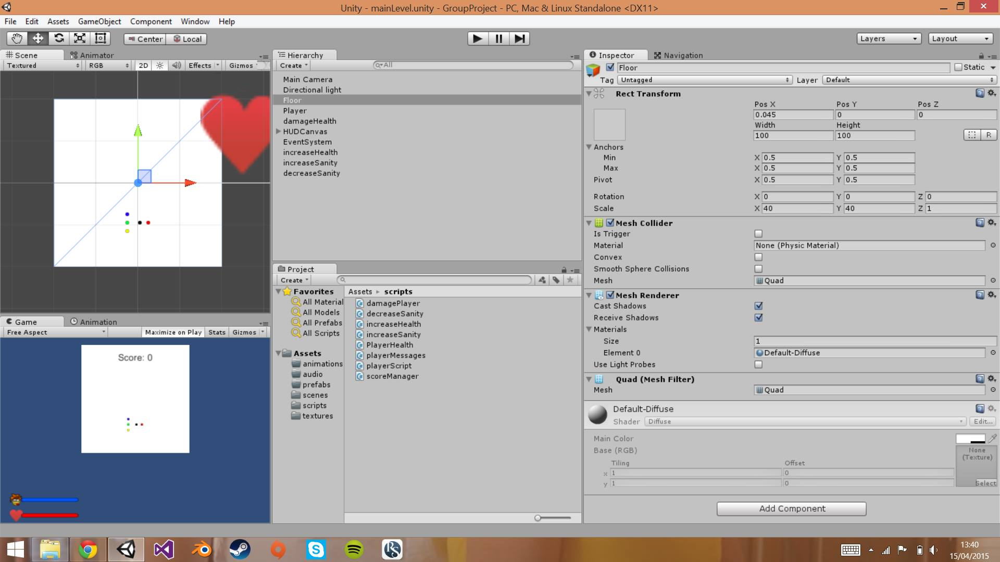 Unity - mainLevel.unity - GroupProject - PC, Mac & Linux Standalone <DX11>
File Edit Assets GameObject Component Window Help
Center Local Layers Layout
Scene Animator
Textured RGB 2D Effects Gizmos
Hierarchy
Create All
Main Camera
Directional light
Floor
Player
damageHealth
HUDCanvas
EventSystem
increaseHealth
increaseSanity
decreaseSanity
Game Animation
Free Aspect Maximize on Play Stats Gizmos
Score: 0
Project
Create
Favorites
All Material
All Models
All Prefabs
All Scripts
Assets
animations
audio
prefabs
scenes
scripts
textures
Assets scripts
damagePlayer
decreaseSanity
increaseHealth
increaseSanity
PlayerHealth
playerMessages
playerScript
scoreManager
Inspector Navigation
Floor Static
Tag Untagged Layer Default
Rect Transform
Pos X Pos Y Pos Z
0.045 0 0
Width Height
100 100 R
Anchors
Min X 0.5 Y 0.5
Max X 0.5 Y 0.5
Pivot X 0.5 Y 0.5
Rotation X 0 Y 0 Z 0
Scale X 40 Y 40 Z 1
Mesh Collider
Is Trigger
Material None (Physic Material)
Convex
Smooth Sphere Collisions
Mesh Quad
Mesh Renderer
Cast Shadows
Receive Shadows
Materials
Size 1
Element 0 Default-Diffuse
Use Light Probes
Quad (Mesh Filter)
Mesh Quad
Default-Diffuse
Shader Diffuse Edit...
Main Color
Base (RGB)
None
(Texture)
Tiling Offset
x 1 0
y 1 0
Select
Add Component
RS
13:40
15/04/2015